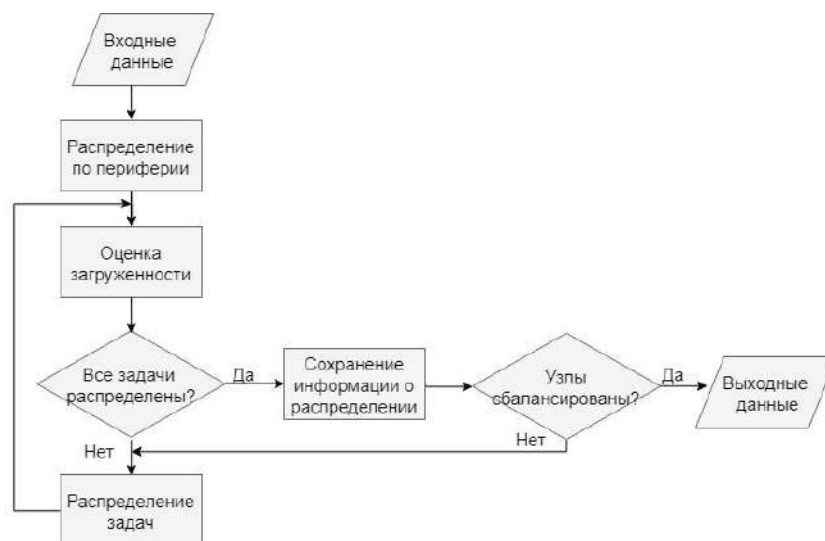 Входные
данные
Распределение
по периферии
Оценка
загруженности
Все задачи
распределены?
Да
Сохранение
информации о
распределении
Узлы
сбалансированы?
Да
Выходные
данные
Нет
Нет
Распределение
задач